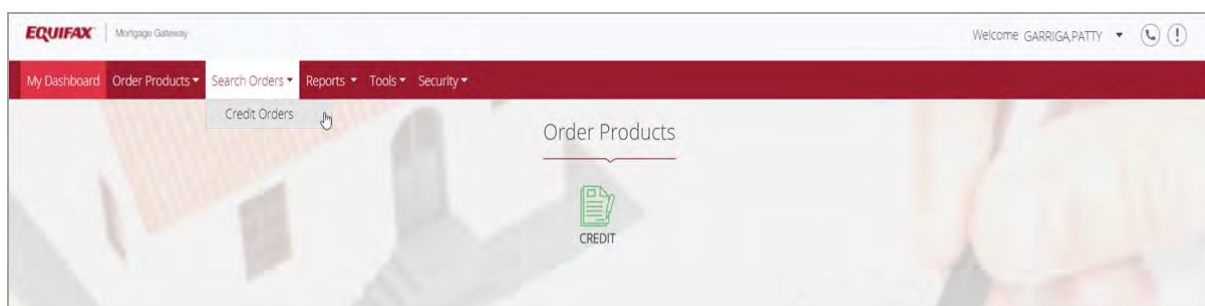 EQUIFAX Mortgage Gateway
Welcome GARRIGA,PATTY
My Dashboard Order Products Search Orders Reports Tools Security
Credit Orders
Order Products
CREDIT